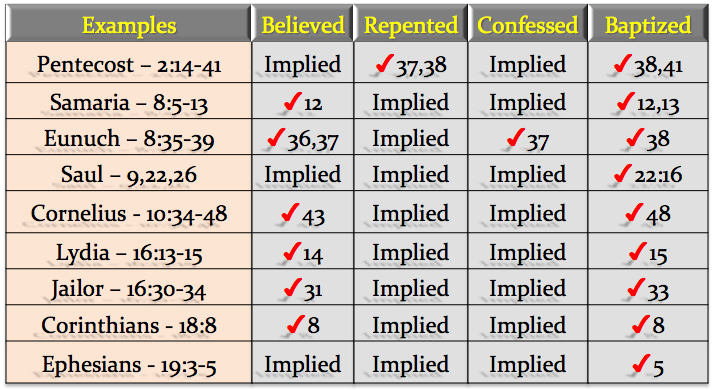 Examples Believed Repented Confessed Baptized
Pentecost – 2:14-41 Implied ✓37,38 Implied ✓38,41
Samaria – 8:5-13 ✓12 Implied Implied ✓12,13
Eunuch – 8:35-39 ✓36,37 Implied ✓37 ✓38
Saul – 9,22,26 Implied Implied Implied ✓22:16
Cornelius - 10:34-48 ✓43 Implied Implied ✓48
Lydia – 16:13-15 ✓14 Implied Implied ✓15
Jailor – 16:30-34 ✓31 Implied Implied ✓33
Corinthians - 18:8 ✓8 Implied Implied ✓8
Ephesians - 19:3-5 Implied Implied Implied ✓5